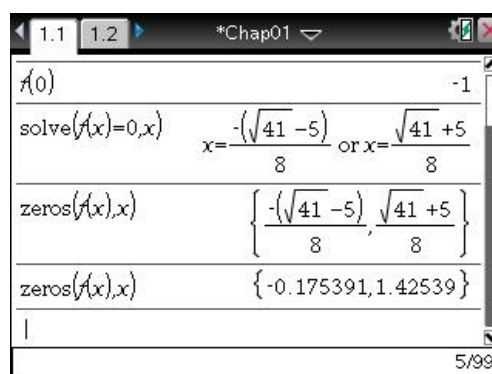 1.1 1.2 *Chap01
f(0) -1
solve(f(x)=0,x) x=-(√41-5)/8 or x=(√41+5)/8
zeros(f(x),x) {-(√41-5)/8, (√41+5)/8}
zeros(f(x),x) {-0.175391,1.42539}
5/99